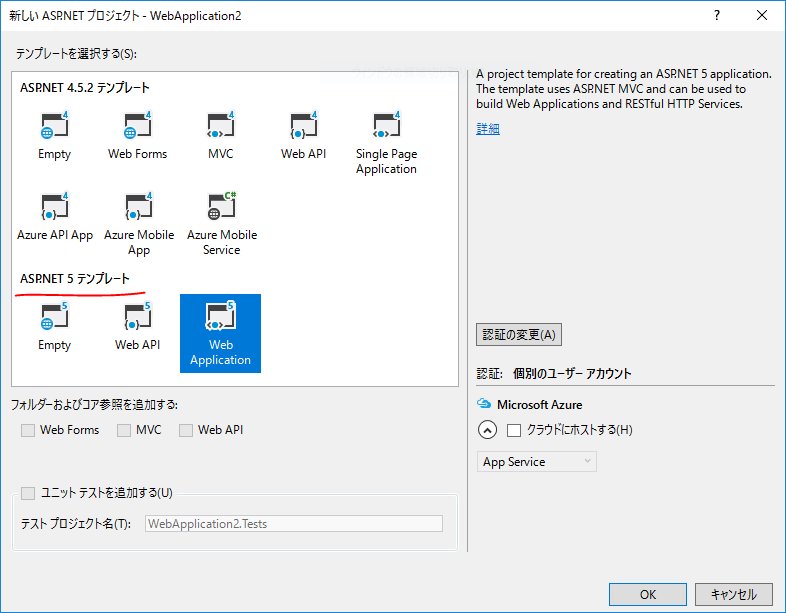 新しい ASP.NET プロジェクト - WebApplication2
テンプレートを選択する(S):
ASP.NET 4.5.2 テンプレート
4 4 4 4 4
Empty Web Forms MVC Web API Single Page
Application
4 4 C#
Azure API App Azure Mobile Azure Mobile
App Service
ASP.NET 5 テンプレート
5 5 5
Empty Web API Web
Application
フォルダーおよびコア参照を追加する:
Web Forms MVC Web API
ユニット テストを追加する(U)
テスト プロジェクト名(T): WebApplication2.Tests
A project template for creating an ASP.NET 5 application.
The template uses ASP.NET MVC and can be used to
build Web Applications and RESTful HTTP Services.
詳細
認証の変更(A)
認証: 個別のユーザー アカウント
Microsoft Azure
クラウドにホストする(H)
App Service
OK キャンセル